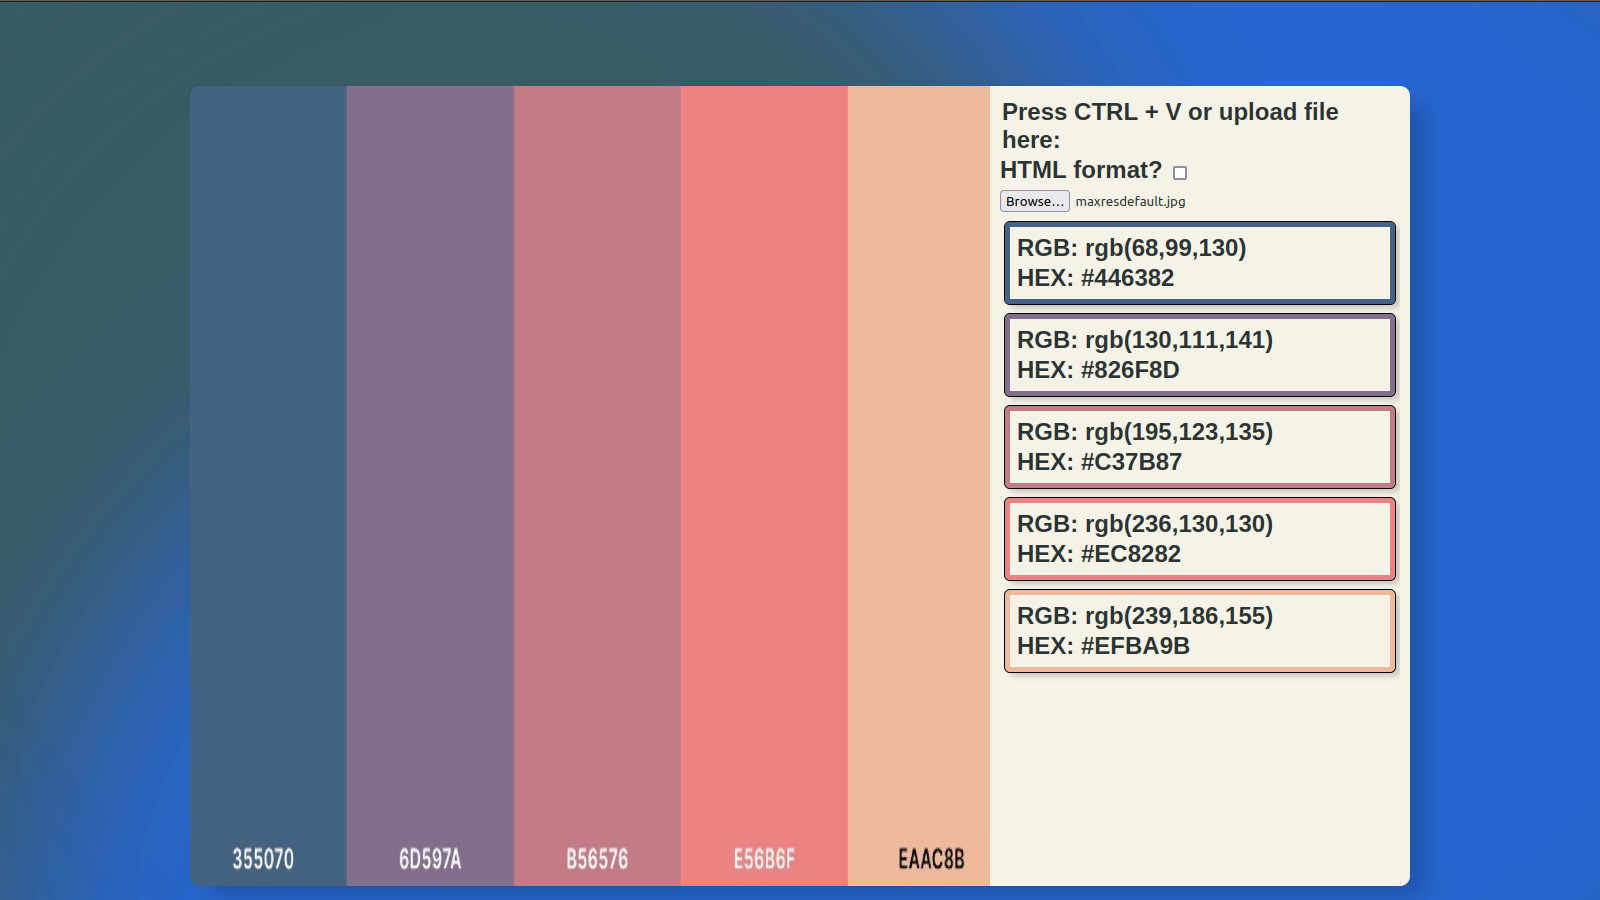 Press CTRL + V or upload file
here:
HTML format?
Browse... maxresdefault.jpg
RGB: rgb(68,99,130)
HEX: #446382
RGB: rgb(130,111,141)
HEX: #826F8D
RGB: rgb(195,123,135)
HEX: #C37B87
RGB: rgb(236,130,130)
HEX: #EC8282
RGB: rgb(239,186,155)
HEX: #EFBA9B
355070 6D597A B56576 E56B6F EAAC8B